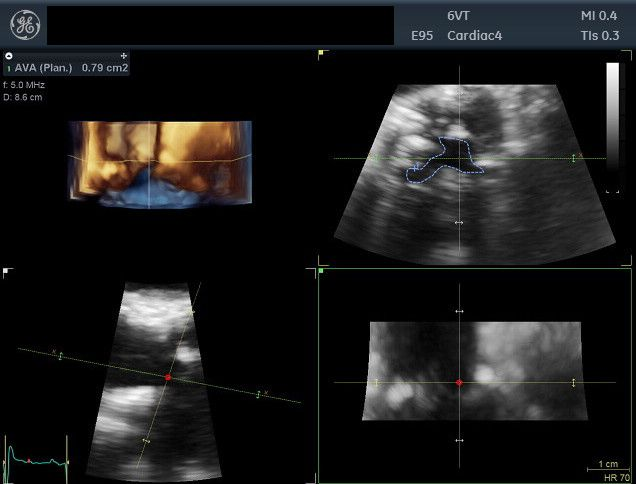 6VT MI 0.4
E95 Cardiac4 TIs 0.3
1 AVA (Plan.) 0.79 cm2
f: 5.0 MHz
D: 8.6 cm
1 cm
HR 70